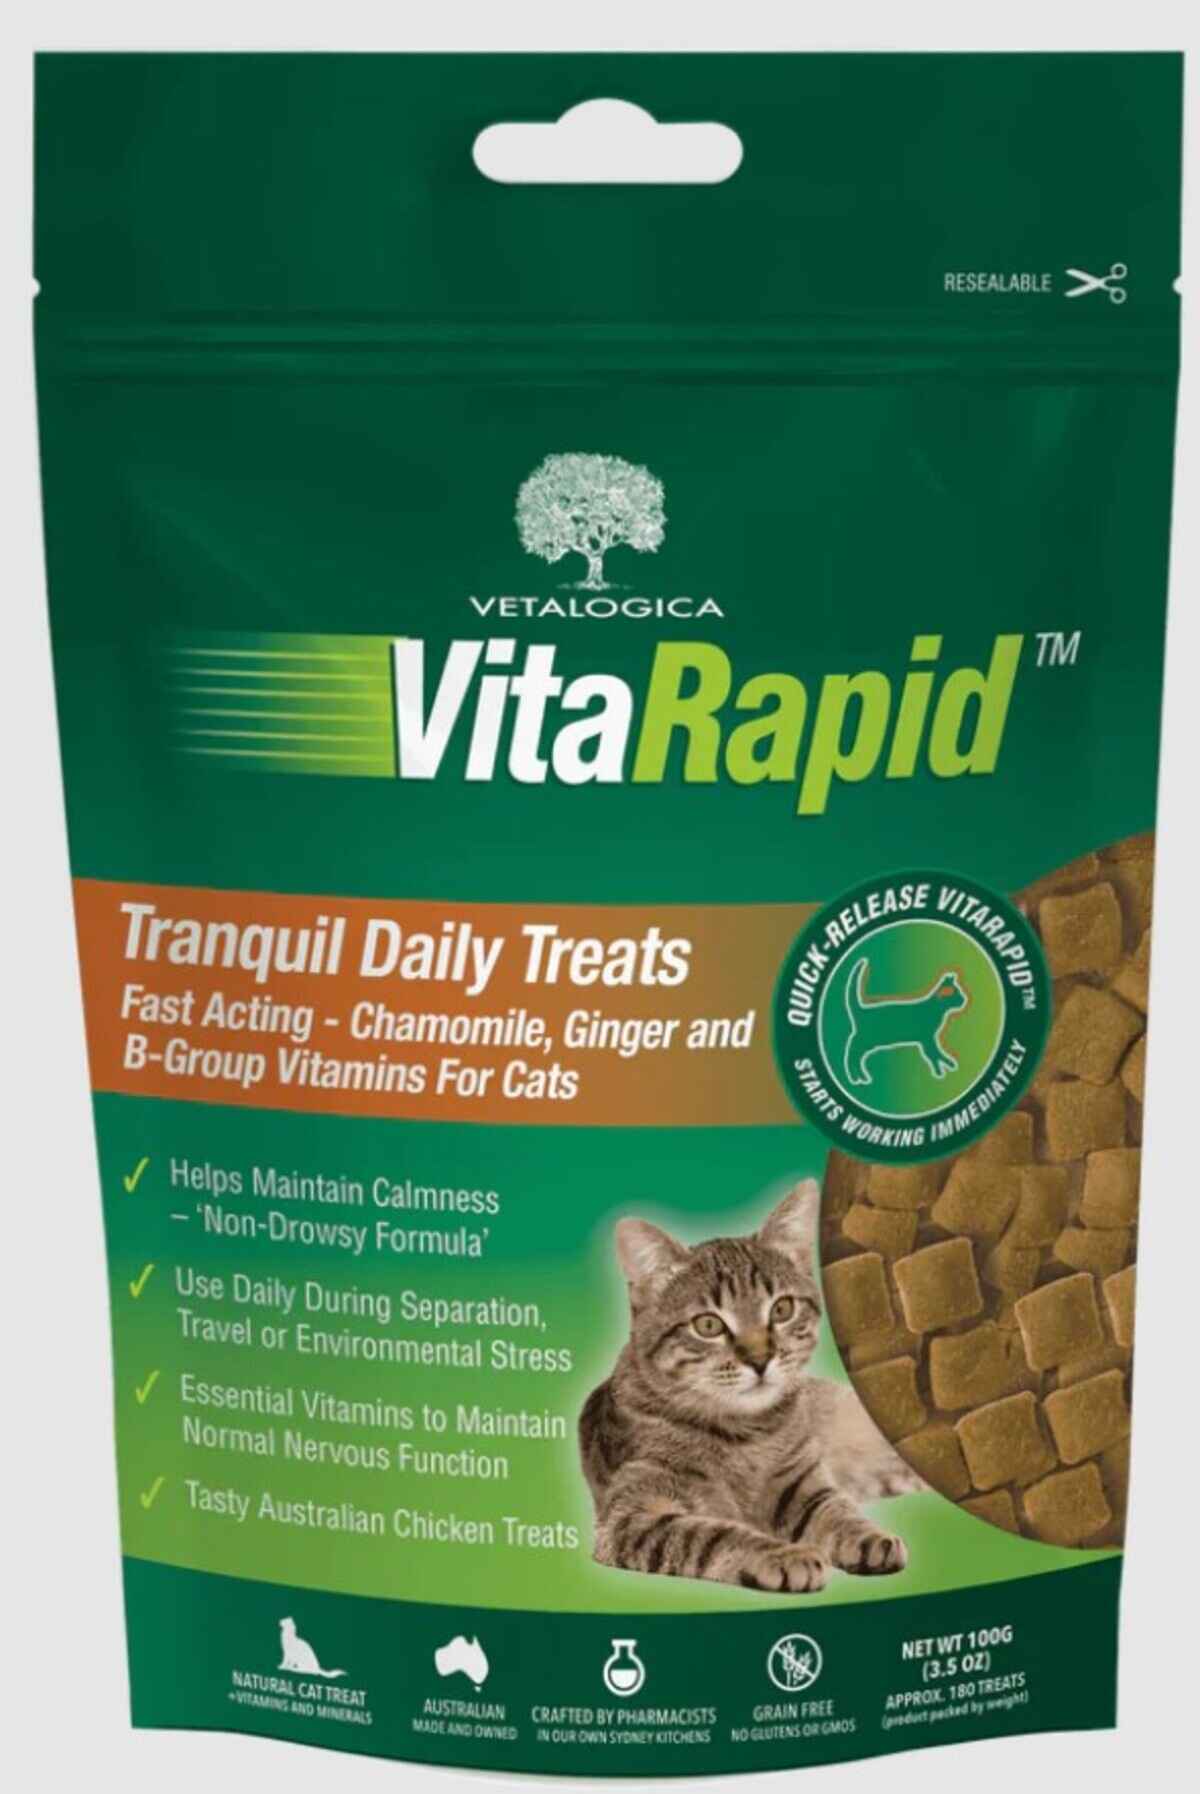 RESEALABLE
VETALOGICA
VitaRapid™
Tranquil Daily Treats
Fast Acting - Chamomile, Ginger and
B-Group Vitamins For Cats
QUICK-RELEASE VITARAPID™
STARTS WORKING IMMEDIATELY
✓ Helps Maintain Calmness
– ‘Non-Drowsy Formula’
✓ Use Daily During Separation,
Travel or Environmental Stress
✓ Essential Vitamins to Maintain
Normal Nervous Function
✓ Tasty Australian Chicken Treats
NATURAL CAT TREAT
+VITAMINS AND MINERALS
AUSTRALIAN
MADE AND OWNED
CRAFTED BY PHARMACISTS
IN OUR OWN SYDNEY KITCHENS
GRAIN FREE
NO GLUTENS OR GMOS
NET WT 100G
(3.5 OZ)
APPROX. 180 TREATS
(product packed by weight)